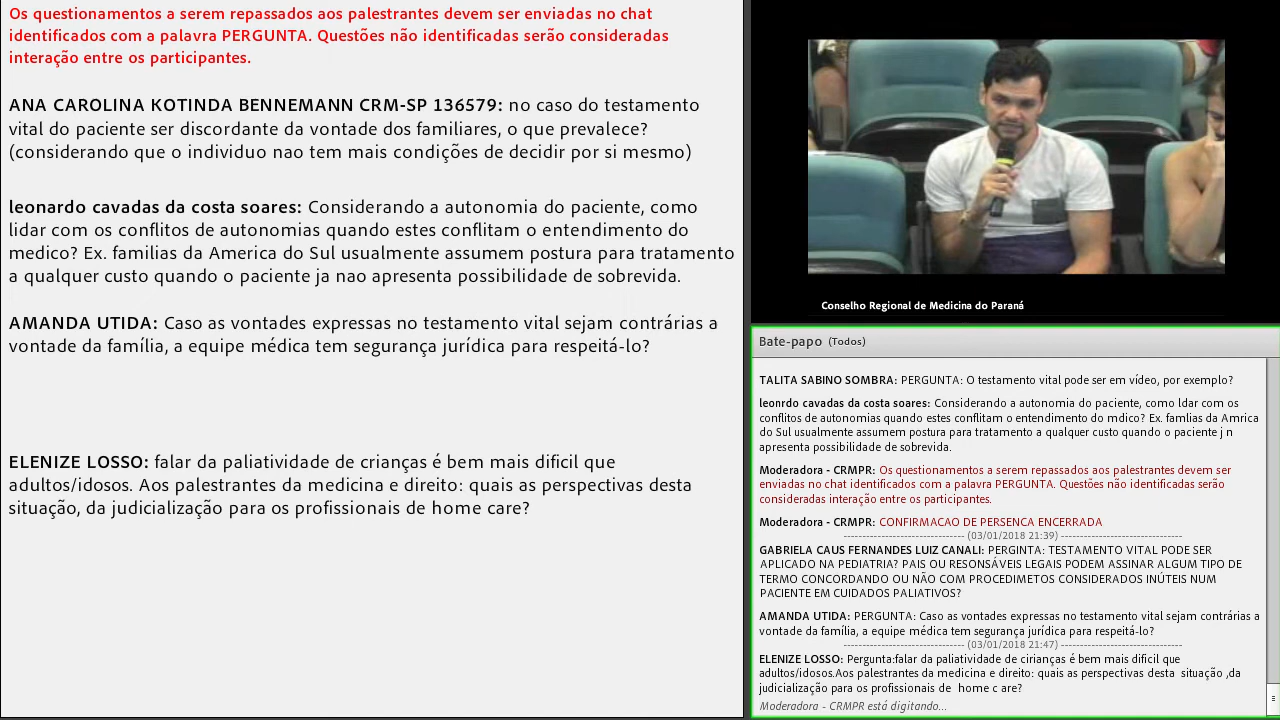 Os questionamentos a serem repassados aos palestrantes devem ser enviadas no chat
identificados com a palavra PERGUNTA. Questões não identificadas serão consideradas
interação entre os participantes.
ANA CAROLINA KOTINDA BENNEMANN CRM-SP 136579: no caso do testamento
vital do paciente ser discordante da vontade dos familiares, o que prevalece?
(considerando que o individuo nao tem mais condições de decidir por si mesmo)
leonardo cavadas da costa soares: Considerando a autonomia do paciente, como
lidar com os conflitos de autonomias quando estes conflitam o entendimento do
medico? Ex. familias da America do Sul usualmente assumem postura para tratamento
a qualquer custo quando o paciente ja nao apresenta possibilidade de sobrevida.
AMANDA UTIDA: Caso as vontades expressas no testamento vital sejam contrárias a
vontade da família, a equipe médica tem segurança jurídica para respeitá-lo?
ELENIZE LOSSO: falar da paliatividade de crianças é bem mais dificil que
adultos/idosos. Aos palestrantes da medicina e direito: quais as perspectivas desta
situação, da judicialização para os profissionais de home care?
Conselho Regional de Medicina do Paraná
Bate-papo (Todos)
TALITA SABINO SOMBRA: PERGUNTA: O testamento vital pode ser em vídeo, por exemplo?
leonrdo cavadas da costa soares: Considerando a autonomia do paciente, como ldar com os
conflitos de autonomias quando estes conflitam o entendimento do mdico? Ex. famlias da Amrica
do Sul usualmente assumem postura para tratamento a qualquer custo quando o paciente j n
apresenta possibilidade de sobrevida.
Moderadora - CRMPR: Os questionamentos a serem repassados aos palestrantes devem ser
enviadas no chat identificados com a palavra PERGUNTA. Questões não identificadas serão
consideradas interação entre os participantes.
Moderadora - CRMPR: CONFIRMACAO DE PERSENCA ENCERRADA
------------------------------ (03/01/2018 21:39) ------------------------------
GABRIELA CAUS FERNANDES LUIZ CANALI: PERGINTA: TESTAMENTO VITAL PODE SER
APLICADO NA PEDIATRIA? PAIS OU RESONSÁVEIS LEGAIS PODEM ASSINAR ALGUM TIPO DE
TERMO CONCORDANDO OU NÃO COM PROCEDIMETOS CONSIDERADOS INÚTEIS NUM
PACIENTE EM CUIDADOS PALIATIVOS?
AMANDA UTIDA: PERGUNTA: Caso as vontades expressas no testamento vital sejam contrárias a
vontade da família, a equipe médica tem segurança jurídica para respeitá-lo?
------------------------------ (03/01/2018 21:47) ------------------------------
ELENIZE LOSSO: Pergunta:falar da paliatividade de cirianças é bem mais dificil que
adultos/idosos.Aos palestrantes da medicina e direito: quais as perspectivas desta situação ,da
judicialização para os profissionais de home c are?
Moderadora - CRMPR está digitando...